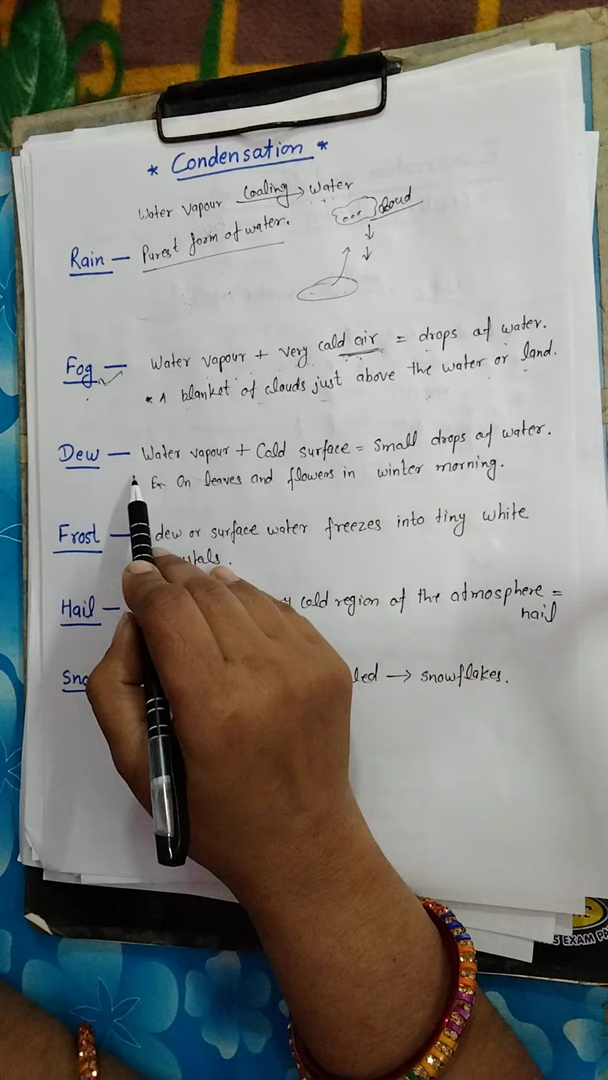 * Condensation *
Water vapour cooling → water
cloud
Rain — Purest form of water.
Fog — Water vapour + very cold air = drops of water.
* A blanket of clouds just above the water or land.
Dew — Water vapour + Cold surface = Small drops of water.
Ex- On leaves and flowers in winter morning.
Frost — dew or surface water freezes into tiny white
Hail — cold region of the atmosphere =
hail
→ snowflakes.
EXAM